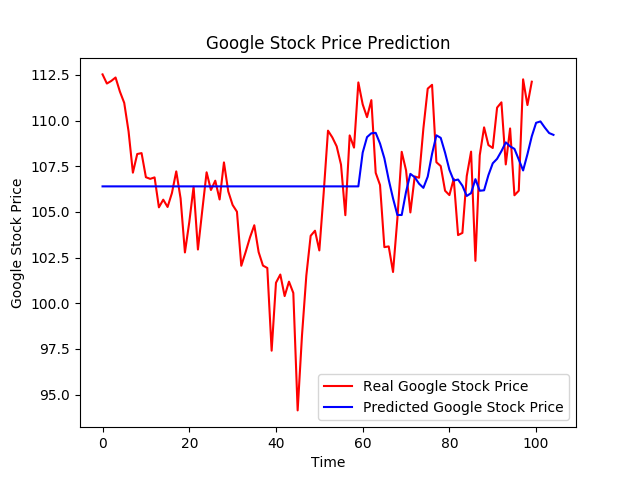 Google Stock Price Prediction
112.5
110.0
107.5
105.0
102.5
100.0
97.5
95.0
Google Stock Price
0 20 40 60 80 100
Time
Real Google Stock Price
Predicted Google Stock Price